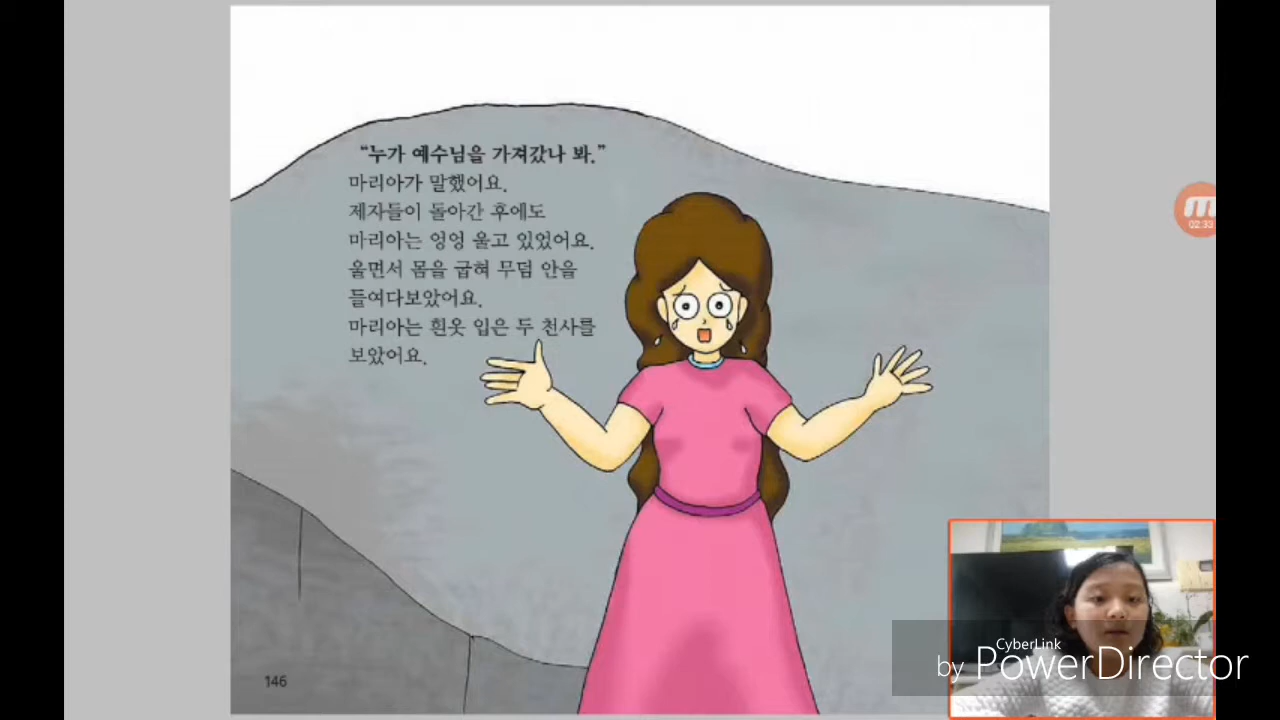 “누가 예수님을 가져갔나 봐.”
마리아가 말했어요.
제자들이 돌아간 후에도
마리아는 엉엉 울고 있었어요.
울면서 몸을 굽혀 무덤 안을
들여다보았어요.
마리아는 흰옷 입은 두 천사를
보았어요.
146
02:33
CyberLink
by PowerDirector